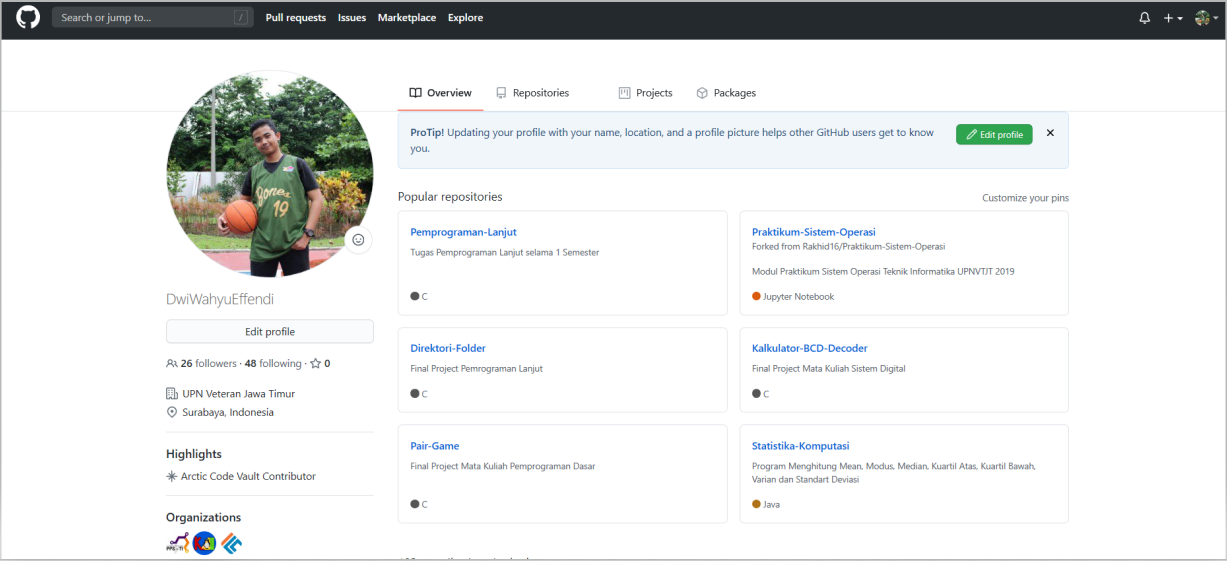 Search or jump to... /
Pull requests Issues Marketplace Explore
Overview Repositories Projects Packages
ProTip! Updating your profile with your name, location, and a profile picture helps other GitHub users get to know
you.
Edit profile
Popular repositories
Customize your pins
Pemprograman-Lanjut
Tugas Pemprograman Lanjut selama 1 Semester
C
Praktikum-Sistem-Operasi
Forked from Rakhid16/Praktikum-Sistem-Operasi
Modul Praktikum Sistem Operasi Teknik Informatika UPNVTJT 2019
Jupyter Notebook
Direktori-Folder
Final Project Pemrograman Lanjut
C
Kalkulator-BCD-Decoder
Final Project Mata Kuliah Sistem Digital
C
Pair-Game
Final Project Mata Kuliah Pemprograman Dasar
C
Statistika-Komputasi
Program Menghitung Mean, Modus, Median, Kuartil Atas, Kuartil Bawah,
Varian dan Standart Deviasi
Java
Jones
19
DwiWahyuEffendi
Edit profile
26 followers · 48 following · 0
UPN Veteran Jawa Timur
Surabaya, Indonesia
Highlights
Arctic Code Vault Contributor
Organizations